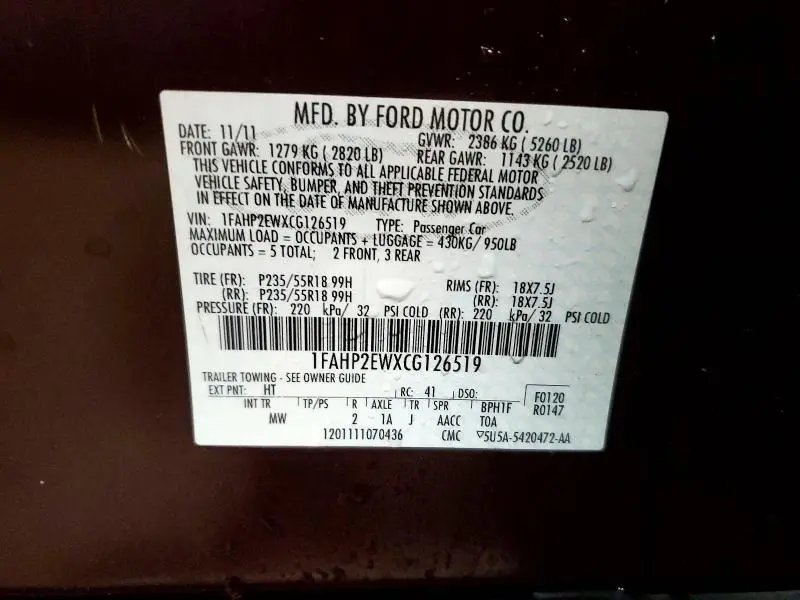 MFD. BY FORD MOTOR CO.
DATE: 11/11 GVWR: 2386 KG ( 5260 LB)
FRONT GAWR: 1279 KG ( 2820 LB) REAR GAWR: 1143 KG ( 2520 LB)
THIS VEHICLE CONFORMS TO ALL APPLICABLE FEDERAL MOTOR
VEHICLE SAFETY, BUMPER, AND THEFT PREVENTION STANDARDS
IN EFFECT ON THE DATE OF MANUFACTURE SHOWN ABOVE.
VIN: 1FAHP2EWXCG126519 TYPE: Passenger Car
MAXIMUM LOAD = OCCUPANTS + LUGGAGE = 430KG/ 950LB
OCCUPANTS = 5 TOTAL; 2 FRONT, 3 REAR
TIRE (FR): P235/55R18 99H RIMS (FR): 18X7.5J
(RR): P235/55R18 99H (RR): 18X7.5J
PRESSURE (FR): 220 kPa/ 32 PSI COLD (RR): 220 kPa/ 32 PSI COLD
1FAHP2EWXCG126519
TRAILER TOWING - SEE OWNER GUIDE
EXT PNT: HT RC: 41 DSO: F0120
INT TR TP/PS R AXLE TR SPR BPH1F R0147
MW 2 1A AACC TOA
1201111070436 CMC ▽5U5A-5420472-AA